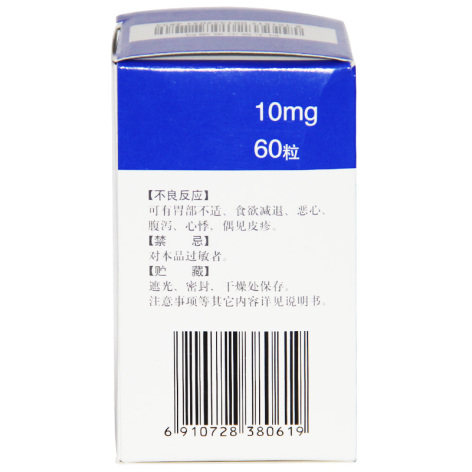 10mg
60粒
【不良反应】
可有胃部不适、食欲减退、恶心、
腹泻、心悸、偶见皮疹。
【禁 忌】
对本品过敏者。
【贮 藏】
遮光、密封，干燥处保存。
注意事项等其它内容详见说明书。
6 910728 380619